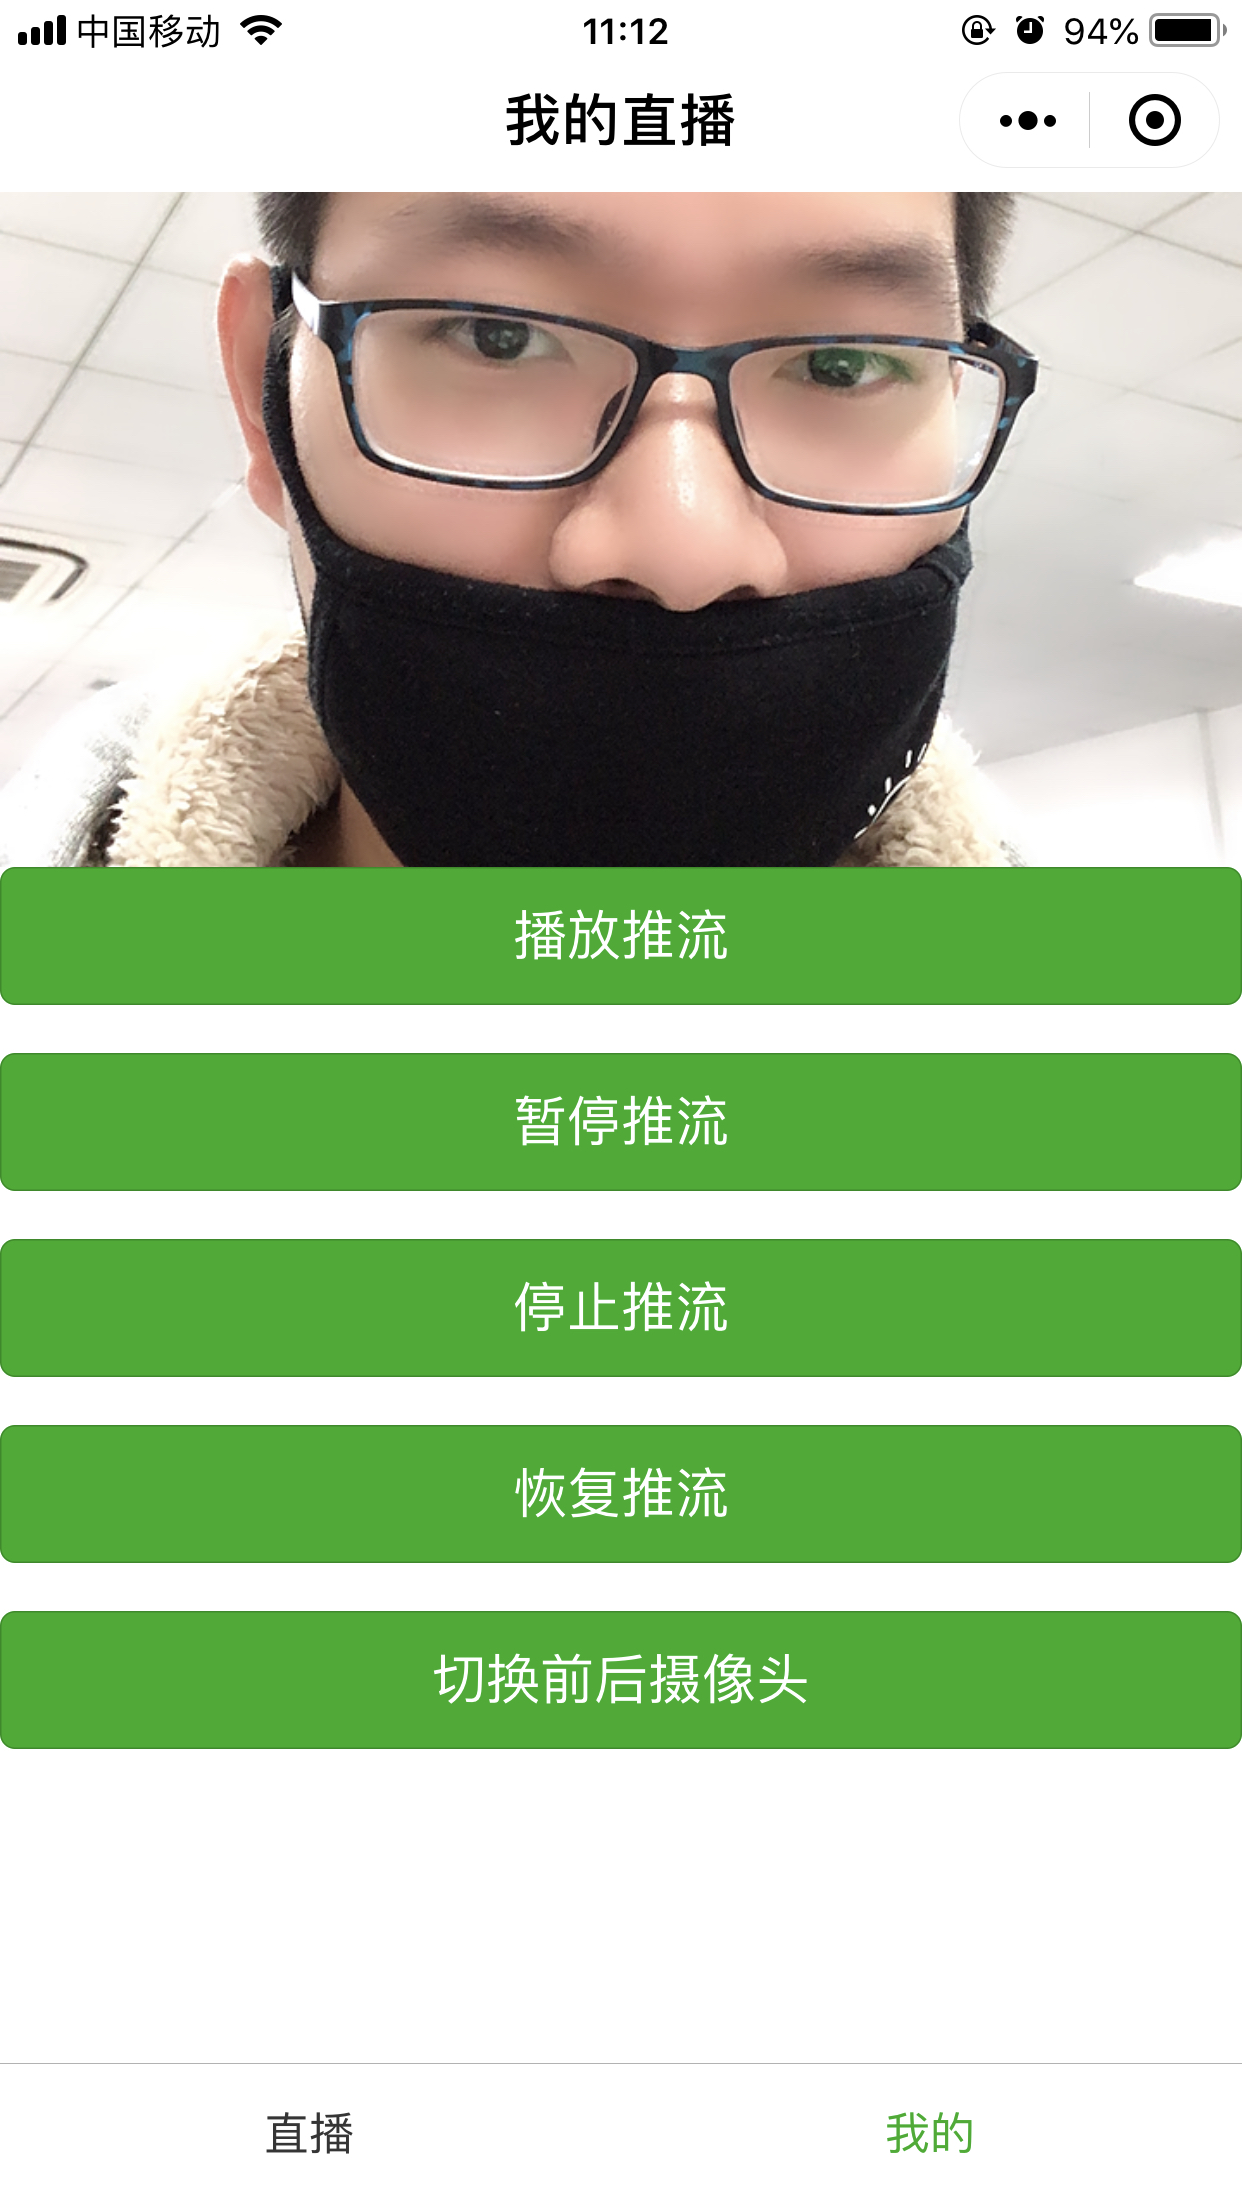 中国移动 11:12 94%
我的直播
播放推流
暂停推流
停止推流
恢复推流
切换前后摄像头
直播 我的